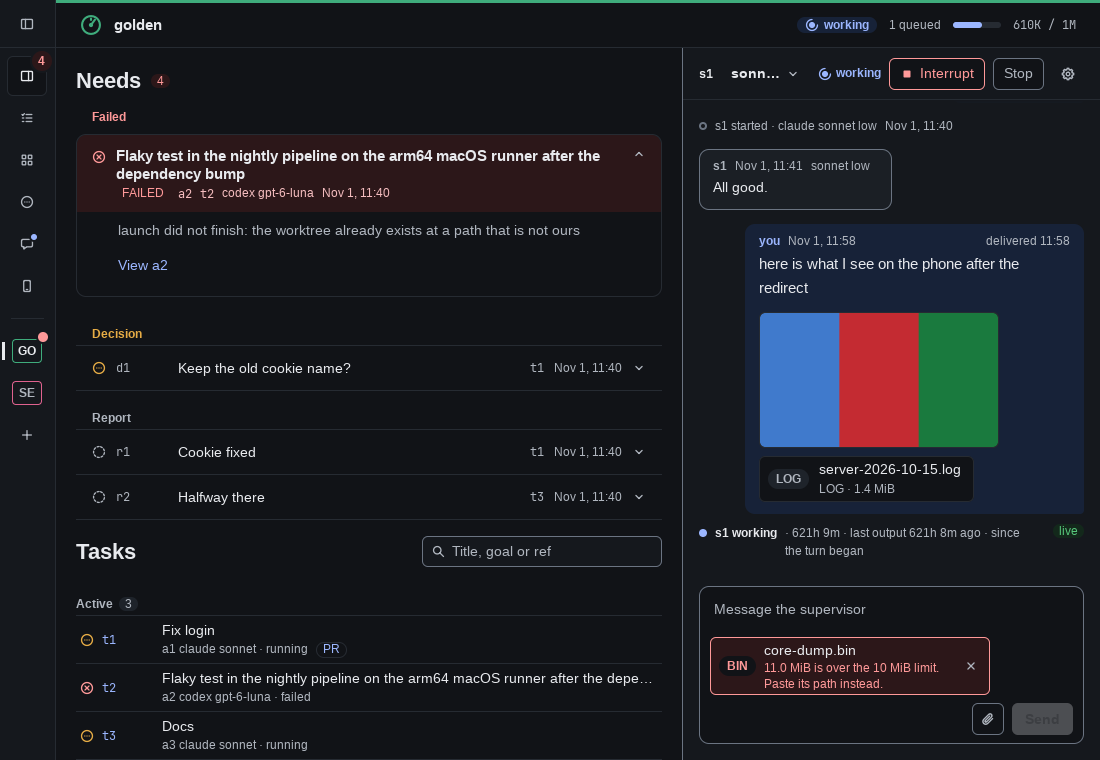 golden
working
1 queued
610K / 1M
4
GO
SE
Needs 4
Failed
Flaky test in the nightly pipeline on the arm64 macOS runner after the
dependency bump
FAILED a2 t2 codex gpt-6-luna Nov 1, 11:40
launch did not finish: the worktree already exists at a path that is not ours
View a2
Decision
d1 Keep the old cookie name? t1 Nov 1, 11:40
Report
r1 Cookie fixed t1 Nov 1, 11:40
r2 Halfway there t3 Nov 1, 11:40
Tasks
Title, goal or ref
Active 3
t1 Fix login
a1 claude sonnet · running PR
t2 Flaky test in the nightly pipeline on the arm64 macOS runner after the depe…
a2 codex gpt-6-luna · failed
t3 Docs
a3 claude sonnet · running
s1 sonn… working Interrupt Stop
s1 started · claude sonnet low Nov 1, 11:40
s1 Nov 1, 11:41 sonnet low
All good.
you Nov 1, 11:58 delivered 11:58
here is what I see on the phone after the
redirect
LOG server-2026-10-15.log
LOG · 1.4 MiB
s1 working · 621h 9m · last output 621h 8m ago · since
the turn began
live
Message the supervisor
BIN core-dump.bin
11.0 MiB is over the 10 MiB limit.
Paste its path instead.
Send